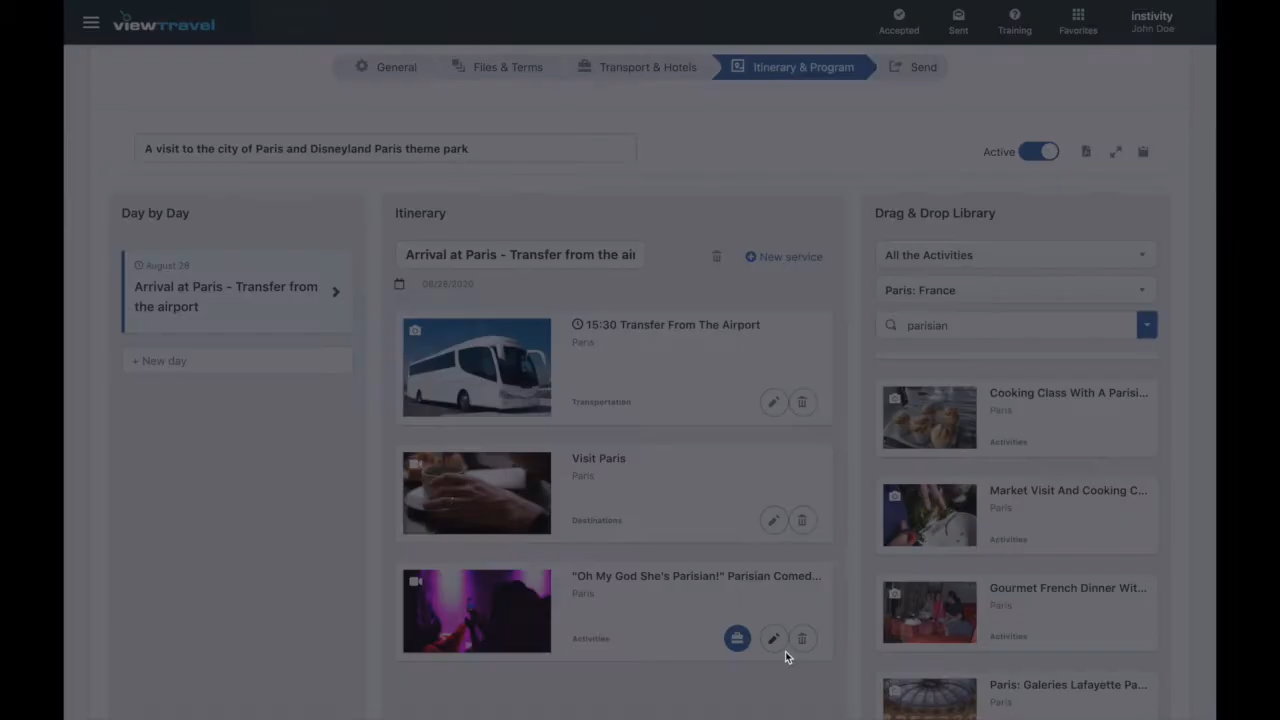 viewTravel
Accepted
Sent
Training
Favorites
instivity
John Doe
General
Files & Terms
Transport & Hotels
Itinerary & Program
Send
A visit to the city of Paris and Disneyland Paris theme park
Active
Day by Day
August 28
Arrival at Paris - Transfer from
the airport
+ New day
Itinerary
Arrival at Paris - Transfer from the air
New service
08/28/2020
15:30 Transfer From The Airport
Paris
Transportation
Visit Paris
Paris
Destinations
"Oh My God She's Parisian!" Parisian Comed...
Paris
Activities
Drag & Drop Library
All the Activities
Paris: France
parisian
Cooking Class With A Parisi...
Paris
Activities
Market Visit And Cooking C...
Paris
Activities
Gourmet French Dinner Wit...
Paris
Activities
Paris: Galeries Lafayette Pa...
Paris